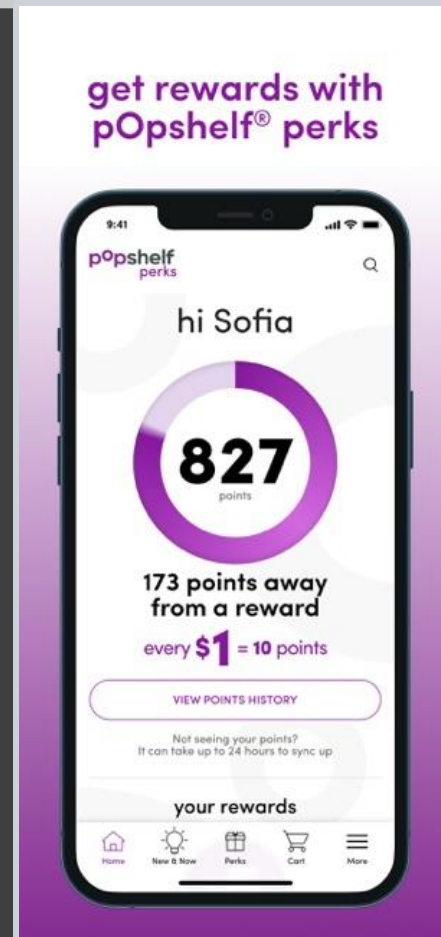 get rewards with
pOpshelf® perks
9:41
pOpshelf
perks
hi Sofia
827
points
173 points away
from a reward
every $1 = 10 points
VIEW POINTS HISTORY
Not seeing your points?
It can take up to 24 hours to sync up
your rewards
Home New & Now Perks Cart More